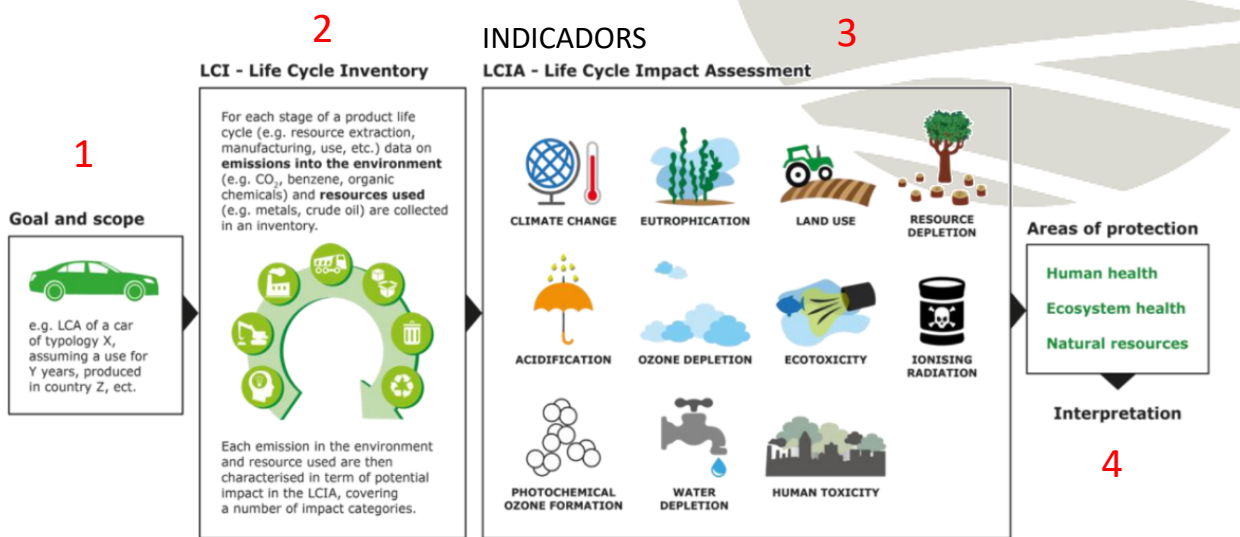 1
Goal and scope
e.g. LCA of a car
of typology X,
assuming a use for
Y years, produced
in country Z, ect.
2
LCI - Life Cycle Inventory
For each stage of a product life
cycle (e.g. resource extraction,
manufacturing, use, etc.) data on
emissions into the environment
(e.g. CO₂, benzene, organic
chemicals) and resources used
(e.g. metals, crude oil) are collected
in an inventory.
Each emission in the environment
and resource used are then
characterised in term of potential
impact in the LCIA, covering
a number of impact categories.
INDICADORS
3
LCIA - Life Cycle Impact Assessment
CLIMATE CHANGE
EUTROPHICATION
LAND USE
RESOURCE
DEPLETION
ACIDIFICATION
OZONE DEPLETION
ECOTOXICITY
IONISING
RADIATION
PHOTOCHEMICAL
OZONE FORMATION
WATER
DEPLETION
HUMAN TOXICITY
Areas of protection
Human health
Ecosystem health
Natural resources
Interpretation
4